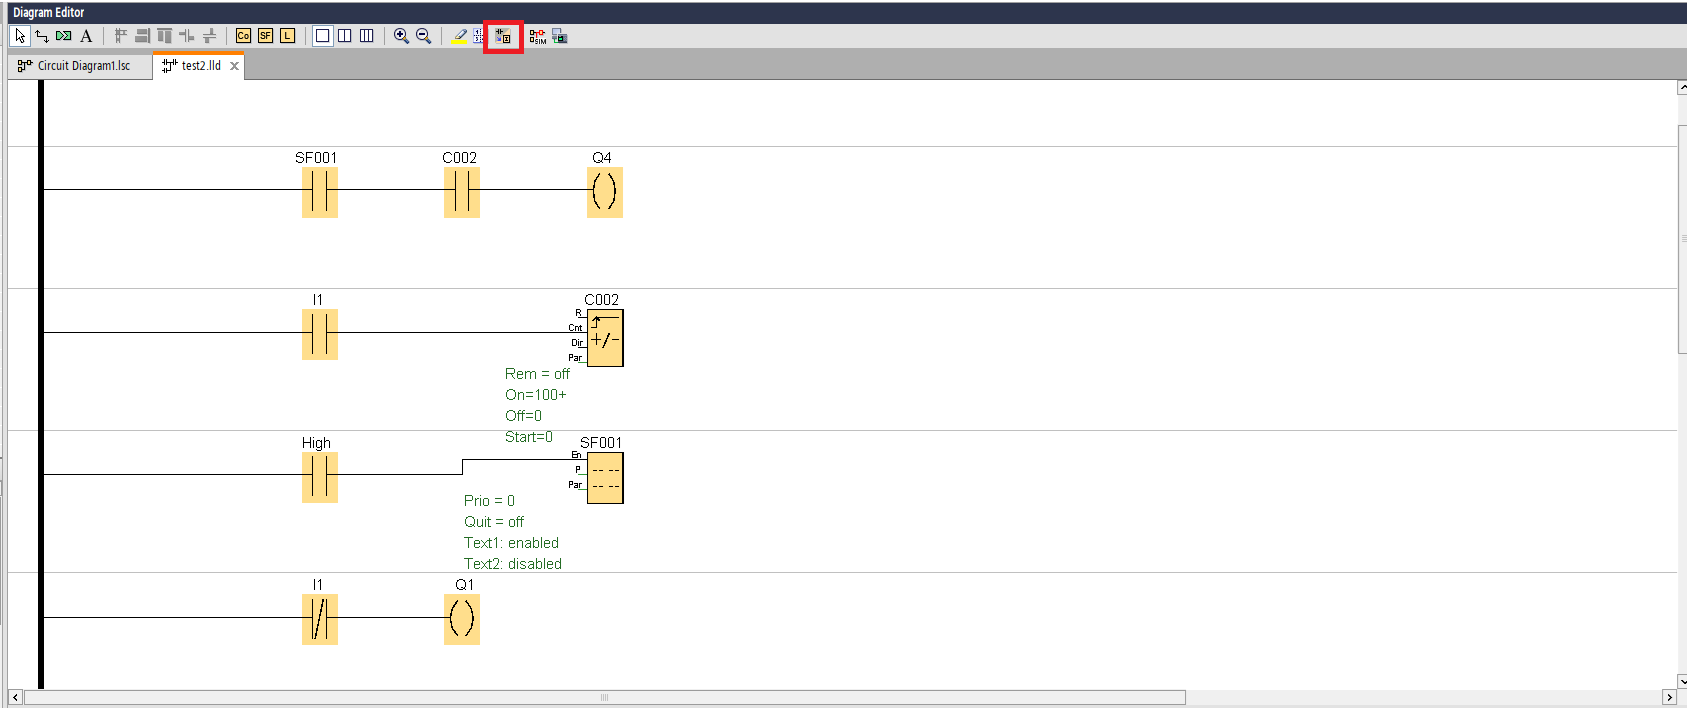 Diagram Editor
A Co SF L SIM
Circuit Diagram1.lsc test2.lld
SF001 C002 Q4
I1 C002
R
Cnt
Dir +/-
Par
Rem = off
On=100+
Off=0
Start=0
High SF001
En
P
Par
Prio = 0
Quit = off
Text1: enabled
Text2: disabled
I1 Q1